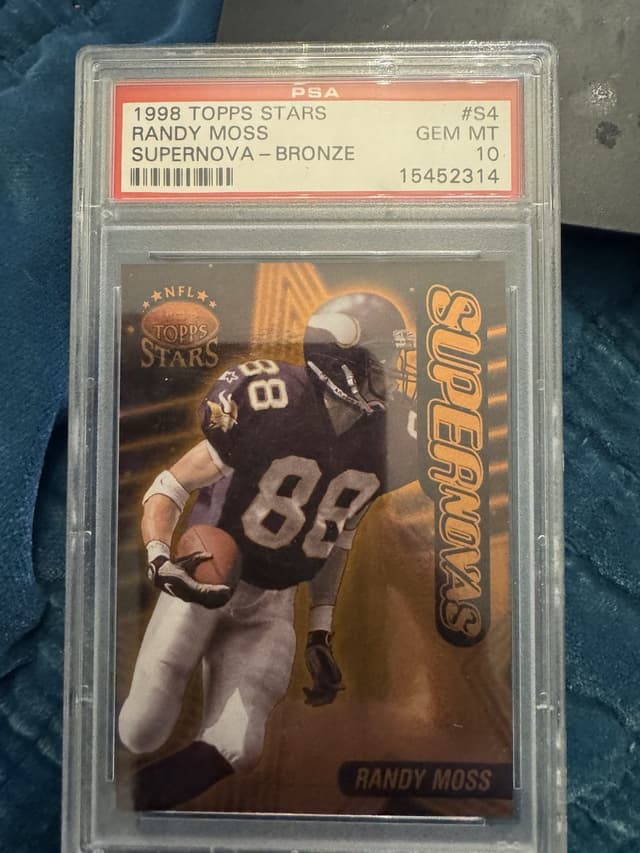 PSA
1998 TOPPS STARS #S4
RANDY MOSS GEM MT
SUPERNOVA – BRONZE 10
15452314
NFL
TOPPS
STARS
SUPERNOVAS
88
88
RANDY MOSS